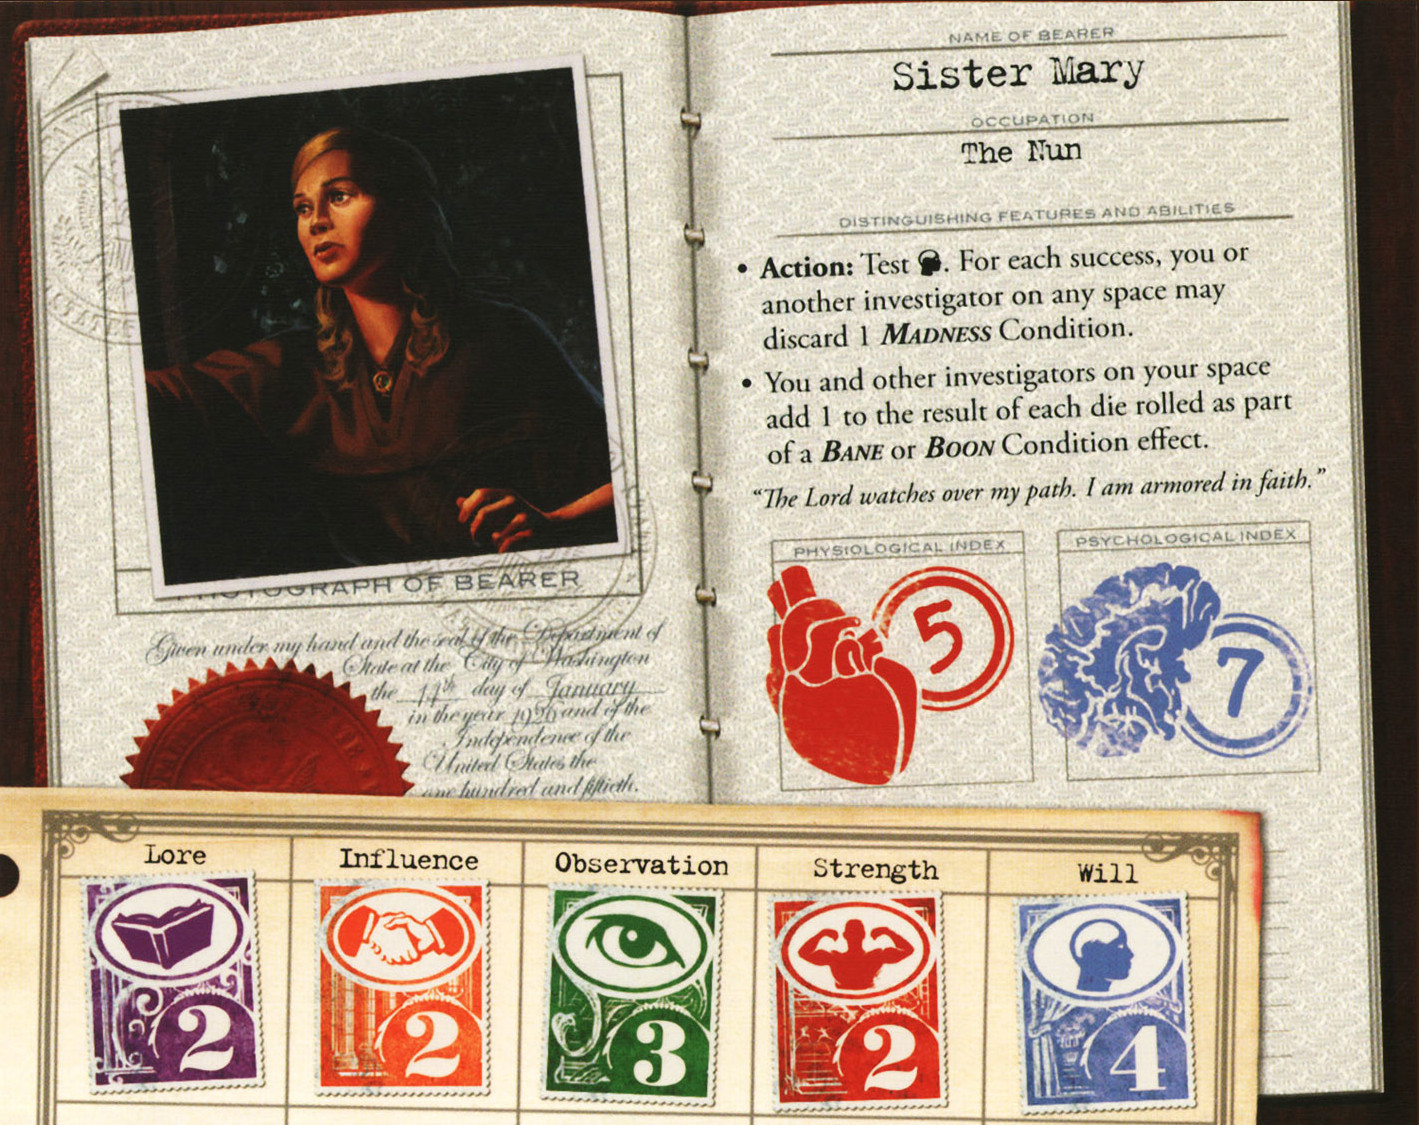 PHOTOGRAPH OF BEARER
Given under my hand and the seal of the Department of
State at the City of Washington
the 14th day of January
in the year 1926 and of the
Independence of the
United States the
one hundred and fiftieth.
NAME OF BEARER
Sister Mary
OCCUPATION
The Nun
DISTINGUISHING FEATURES AND ABILITIES
• Action: Test . For each success, you or
another investigator on any space may
discard 1 MADNESS Condition.
• You and other investigators on your space
add 1 to the result of each die rolled as part
of a BANE or BOON Condition effect.
“The Lord watches over my path. I am armored in faith.”
PHYSIOLOGICAL INDEX
5
PSYCHOLOGICAL INDEX
7
Lore Influence Observation Strength Will
2 2 3 2 4